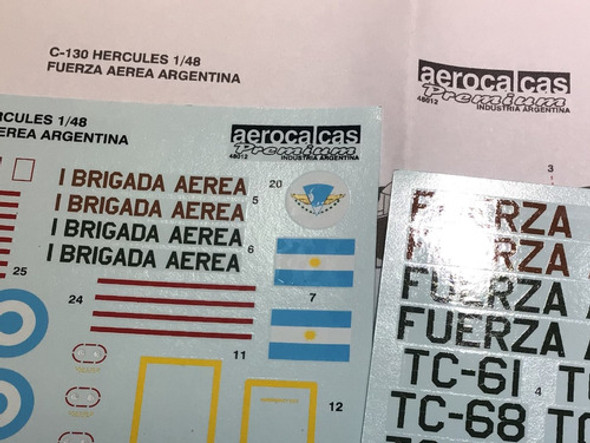 C-130 HERCULES 1/48
FUERZA AEREA ARGENTINA
aerocalcas
Premium
48012
INDUSTRIA ARGENTINA
3
RCULES 1/48
AEREA ARGENTINA
aerocalcas
Premium
48012
INDUSTRIA ARGENTINA
I BRIGADA AEREA
I BRIGADA AEREA
I BRIGADA AEREA
I BRIGADA AEREA
5
6
20
25
24
7
11
12
FUERZA
FUERZA A
FUERZA A
FUERZA A
TC-61
4
TC-68